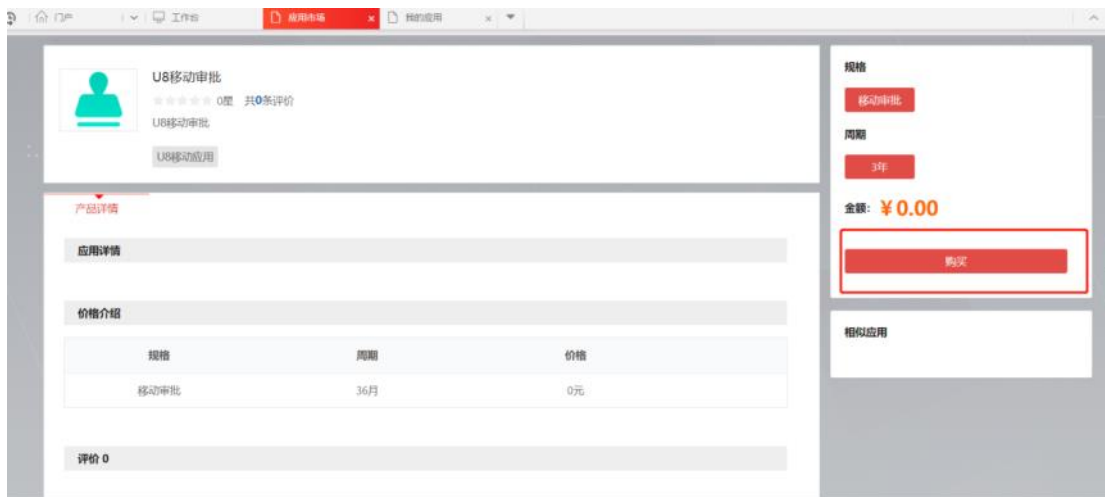 门户
工作台
应用市场
我的应用
U8移动审批
0星 共0条评价
U8移动审批
U8移动应用
产品详情
应用详情
价格介绍
规格 周期 价格
移动审批 36月 0元
评价 0
规格
移动审批
周期
3年
金额: ¥0.00
购买
相似应用